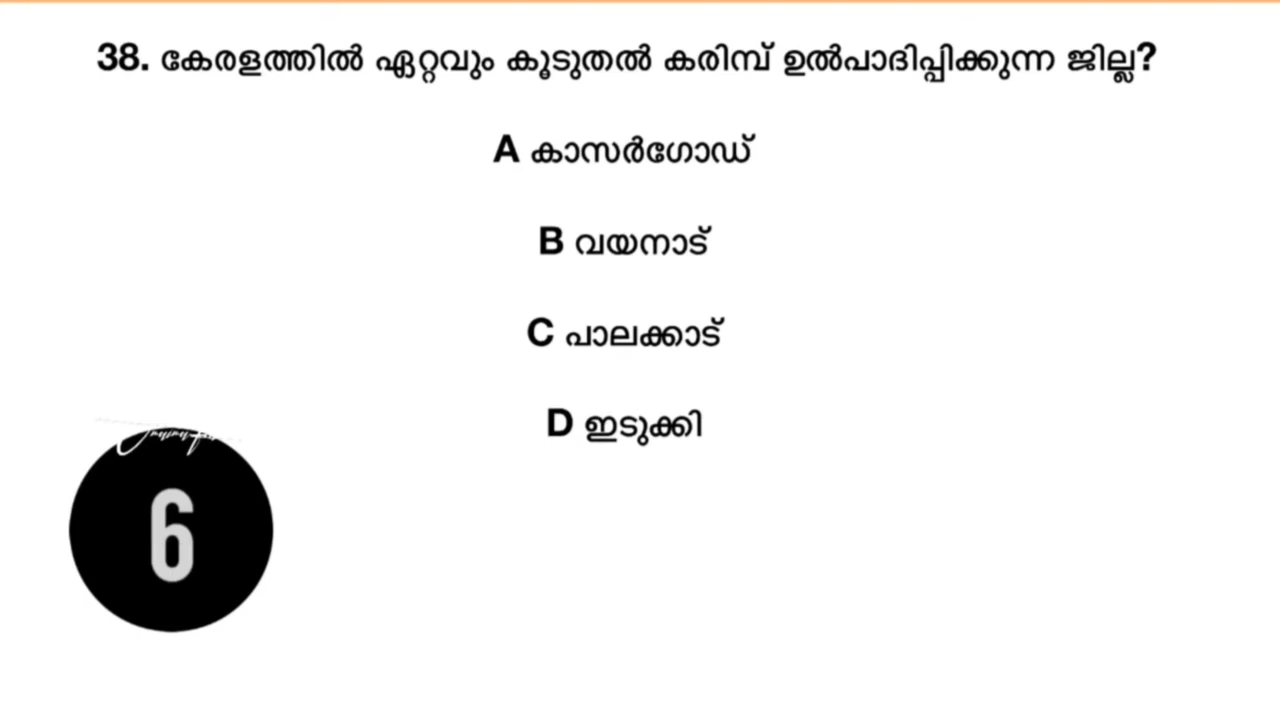 38. കേരളത്തിൽ ഏറ്റവും കൂടുതൽ കരിമ്പ് ഉൽപാദിപ്പിക്കുന്ന ജില്ല?
A കാസർഗോഡ്
B വയനാട്
C പാലക്കാട്
D ഇടുക്കി
6